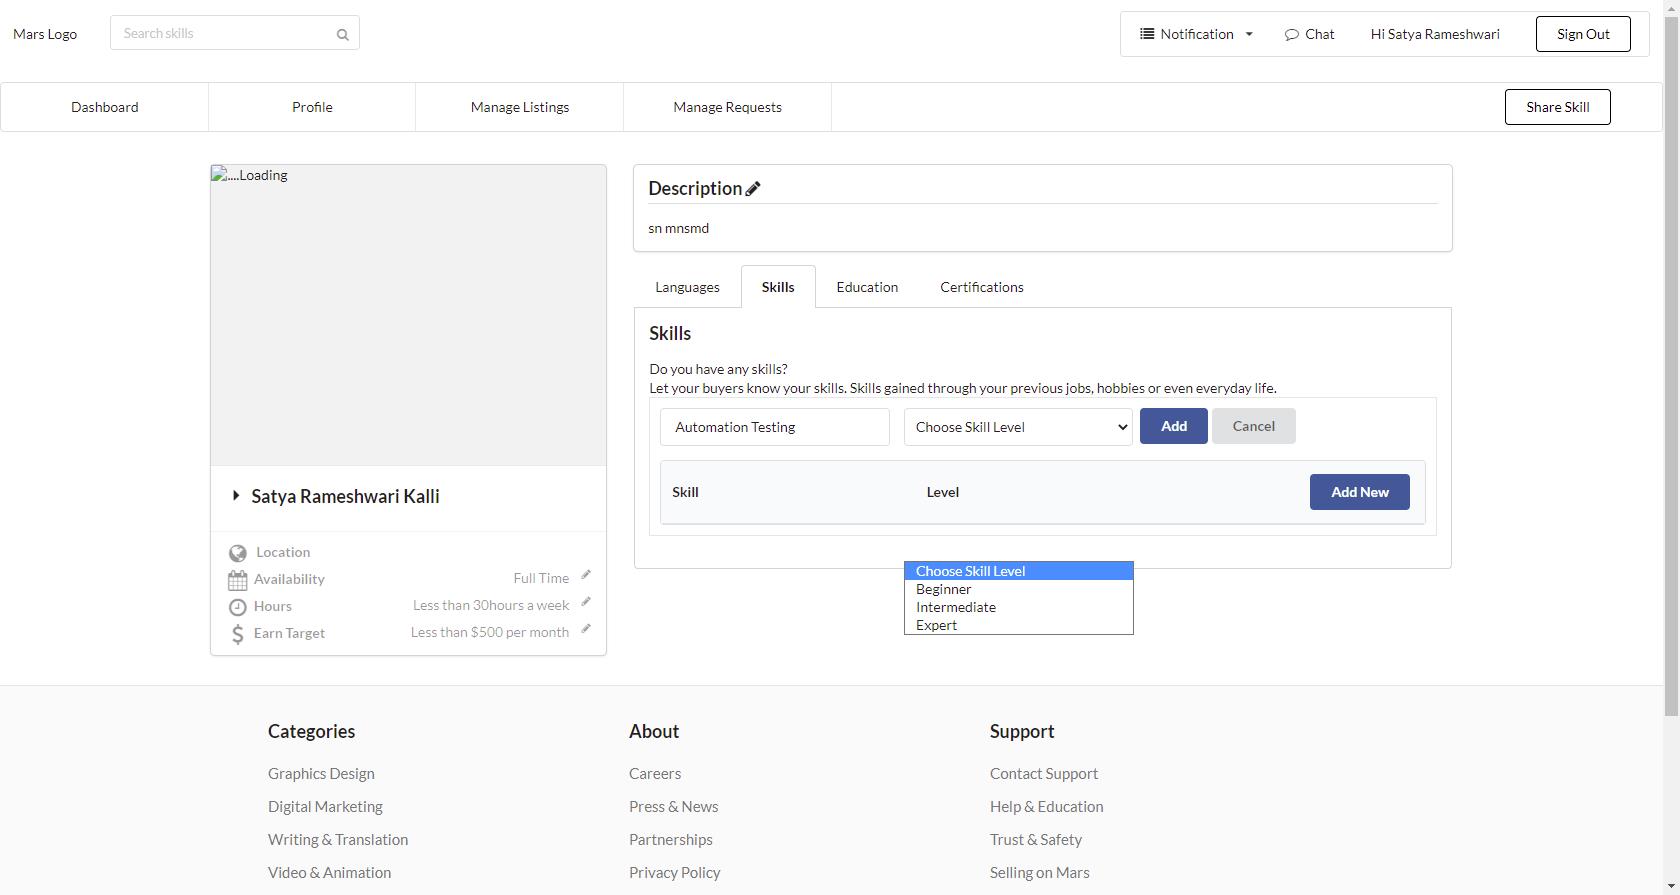 Mars Logo
Search skills
Notification
Chat
Hi Satya Rameshwari
Sign Out
Dashboard
Profile
Manage Listings
Manage Requests
Share Skill
....Loading
Satya Rameshwari Kalli
Location
Availability
Full Time
Hours
Less than 30hours a week
Earn Target
Less than $500 per month
Description
sn mnsmd
Languages
Skills
Education
Certifications
Skills
Do you have any skills?
Let your buyers know your skills. Skills gained through your previous jobs, hobbies or even everyday life.
Automation Testing
Choose Skill Level
Add
Cancel
Skill
Level
Add New
Choose Skill Level
Beginner
Intermediate
Expert
Categories
Graphics Design
Digital Marketing
Writing & Translation
Video & Animation
About
Careers
Press & News
Partnerships
Privacy Policy
Support
Contact Support
Help & Education
Trust & Safety
Selling on Mars